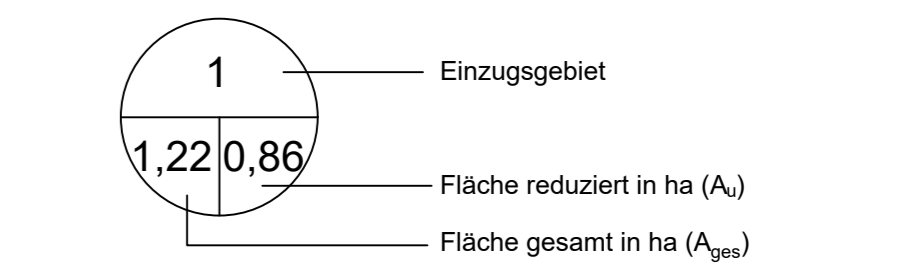 1
Einzugsgebiet
1,22 0,86
Fläche reduziert in ha (Au)
Fläche gesamt in ha (Ages)